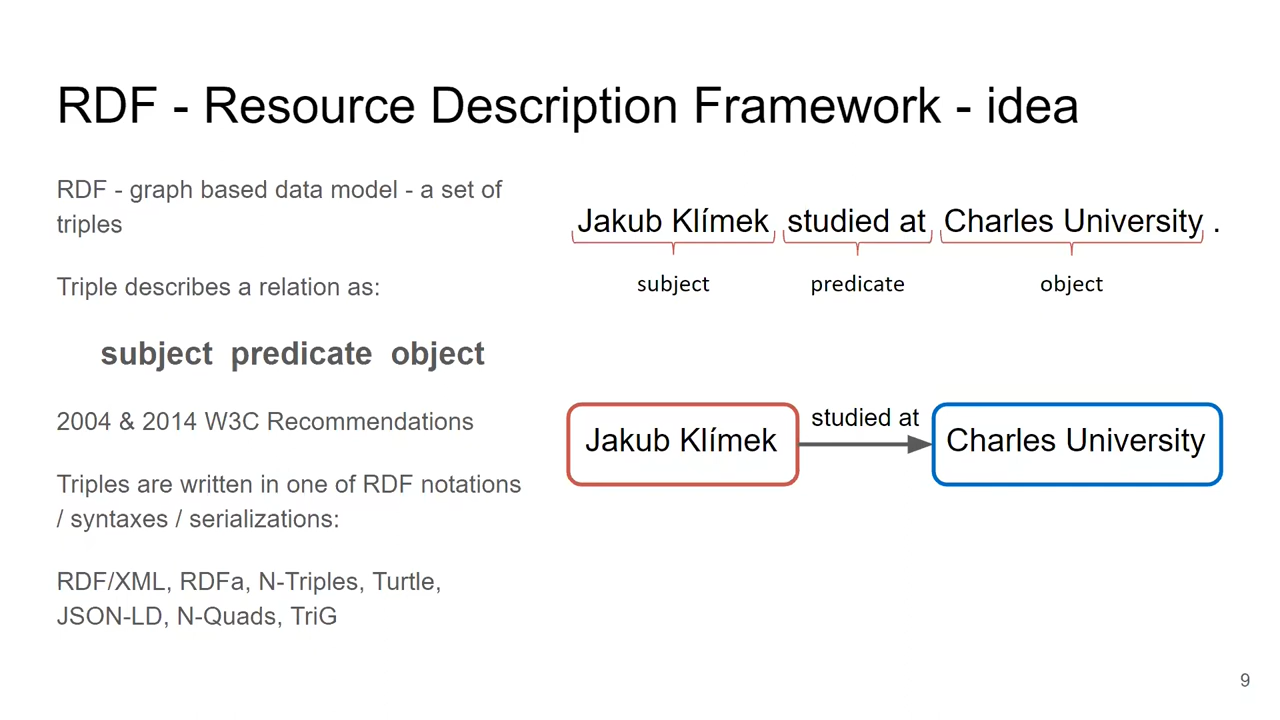 RDF - Resource Description Framework - idea
RDF - graph based data model - a set of
triples
Triple describes a relation as:
subject predicate object
2004 & 2014 W3C Recommendations
Triples are written in one of RDF notations
/ syntaxes / serializations:
RDF/XML, RDFa, N-Triples, Turtle,
JSON-LD, N-Quads, TriG
Jakub Klímek studied at Charles University .
subject predicate object
studied at
Jakub Klímek Charles University
9